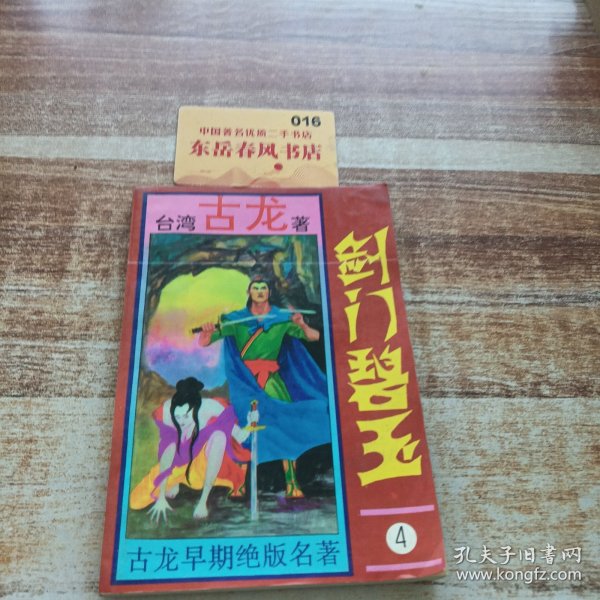 016
中国著名优质二手书店
东岳春风书店
台湾 古龙 著
剑门碧玉
4
古龙早期绝版名著
孔夫子旧书网
www.kongfz.com